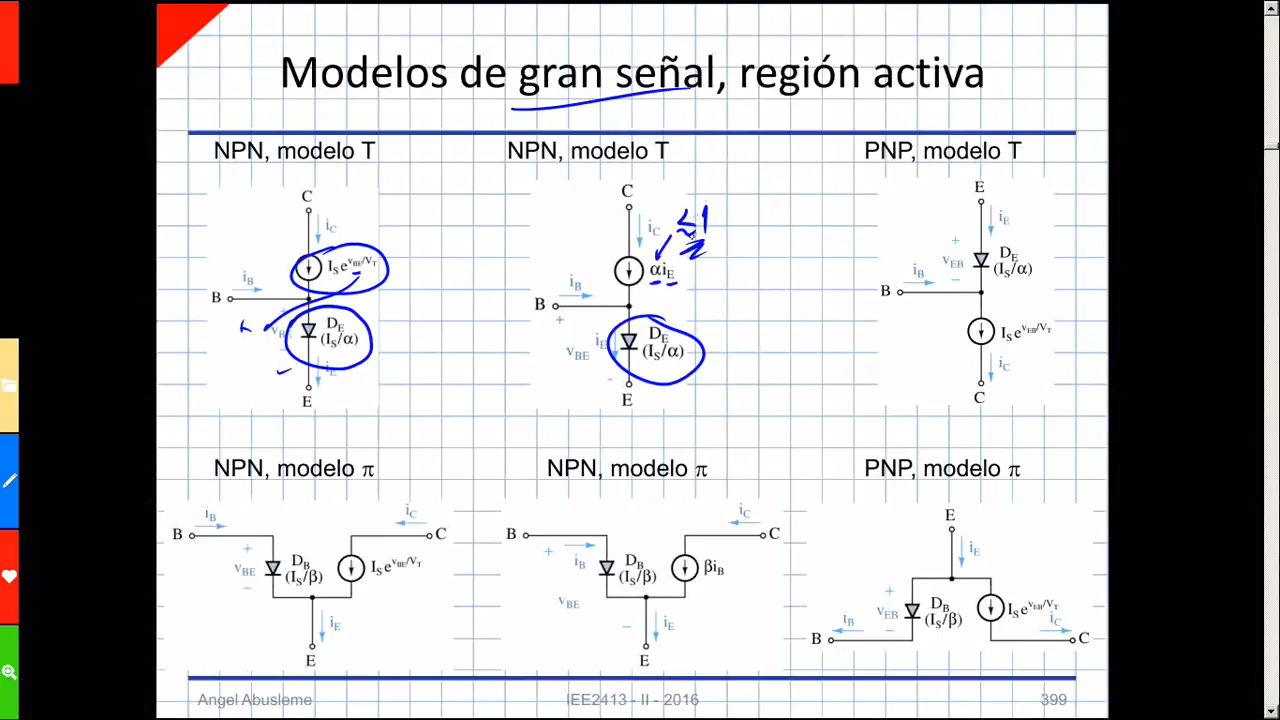 Modelos de gran señal, región activa
NPN, modelo T
NPN, modelo T
PNP, modelo T
C
iC
IS e^vBE/VT
iB
B
vBE
DE
(IS/α)
iE
E
C
iC
≤1
αiE
iB
B
+
iE
DE
(IS/α)
vBE
-
E
E
iE
+
DE
(IS/α)
vEB
-
iB
B
IS e^vEB/VT
iC
C
NPN, modelo π
NPN, modelo π
PNP, modelo π
iB
iC
B
C
+
vBE
-
DB
(IS/β)
IS e^vBE/VT
iE
E
iC
B
C
+
iB
DB
(IS/β)
βiB
vBE
-
iE
E
E
iE
+
vEB
-
DB
(IS/β)
IS e^vEB/VT
iB
iC
B
C
Angel Abusleme
IEE2413 - II - 2016
399